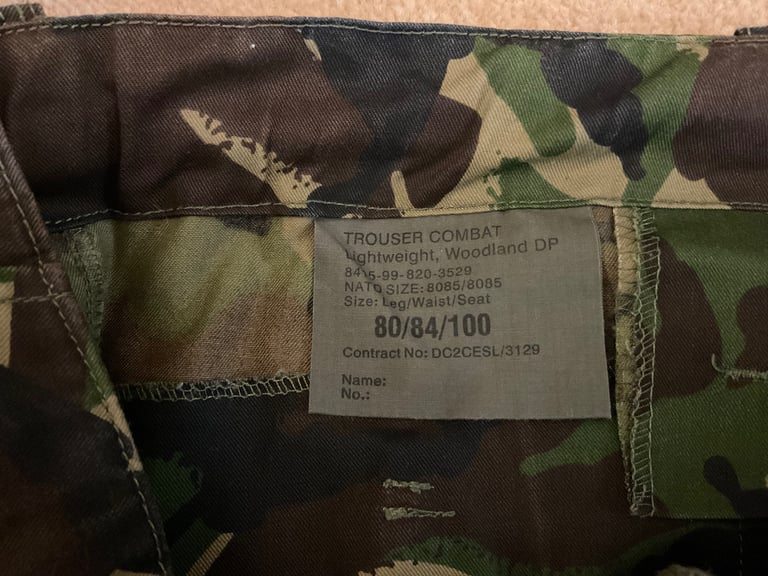 TROUSER COMBAT
Lightweight, Woodland DP
8415-99-820-3529
NATO SIZE: 8085/8085
Size: Leg/Waist/Seat
80/84/100
Contract No: DC2CESL/3129
Name:
No.: